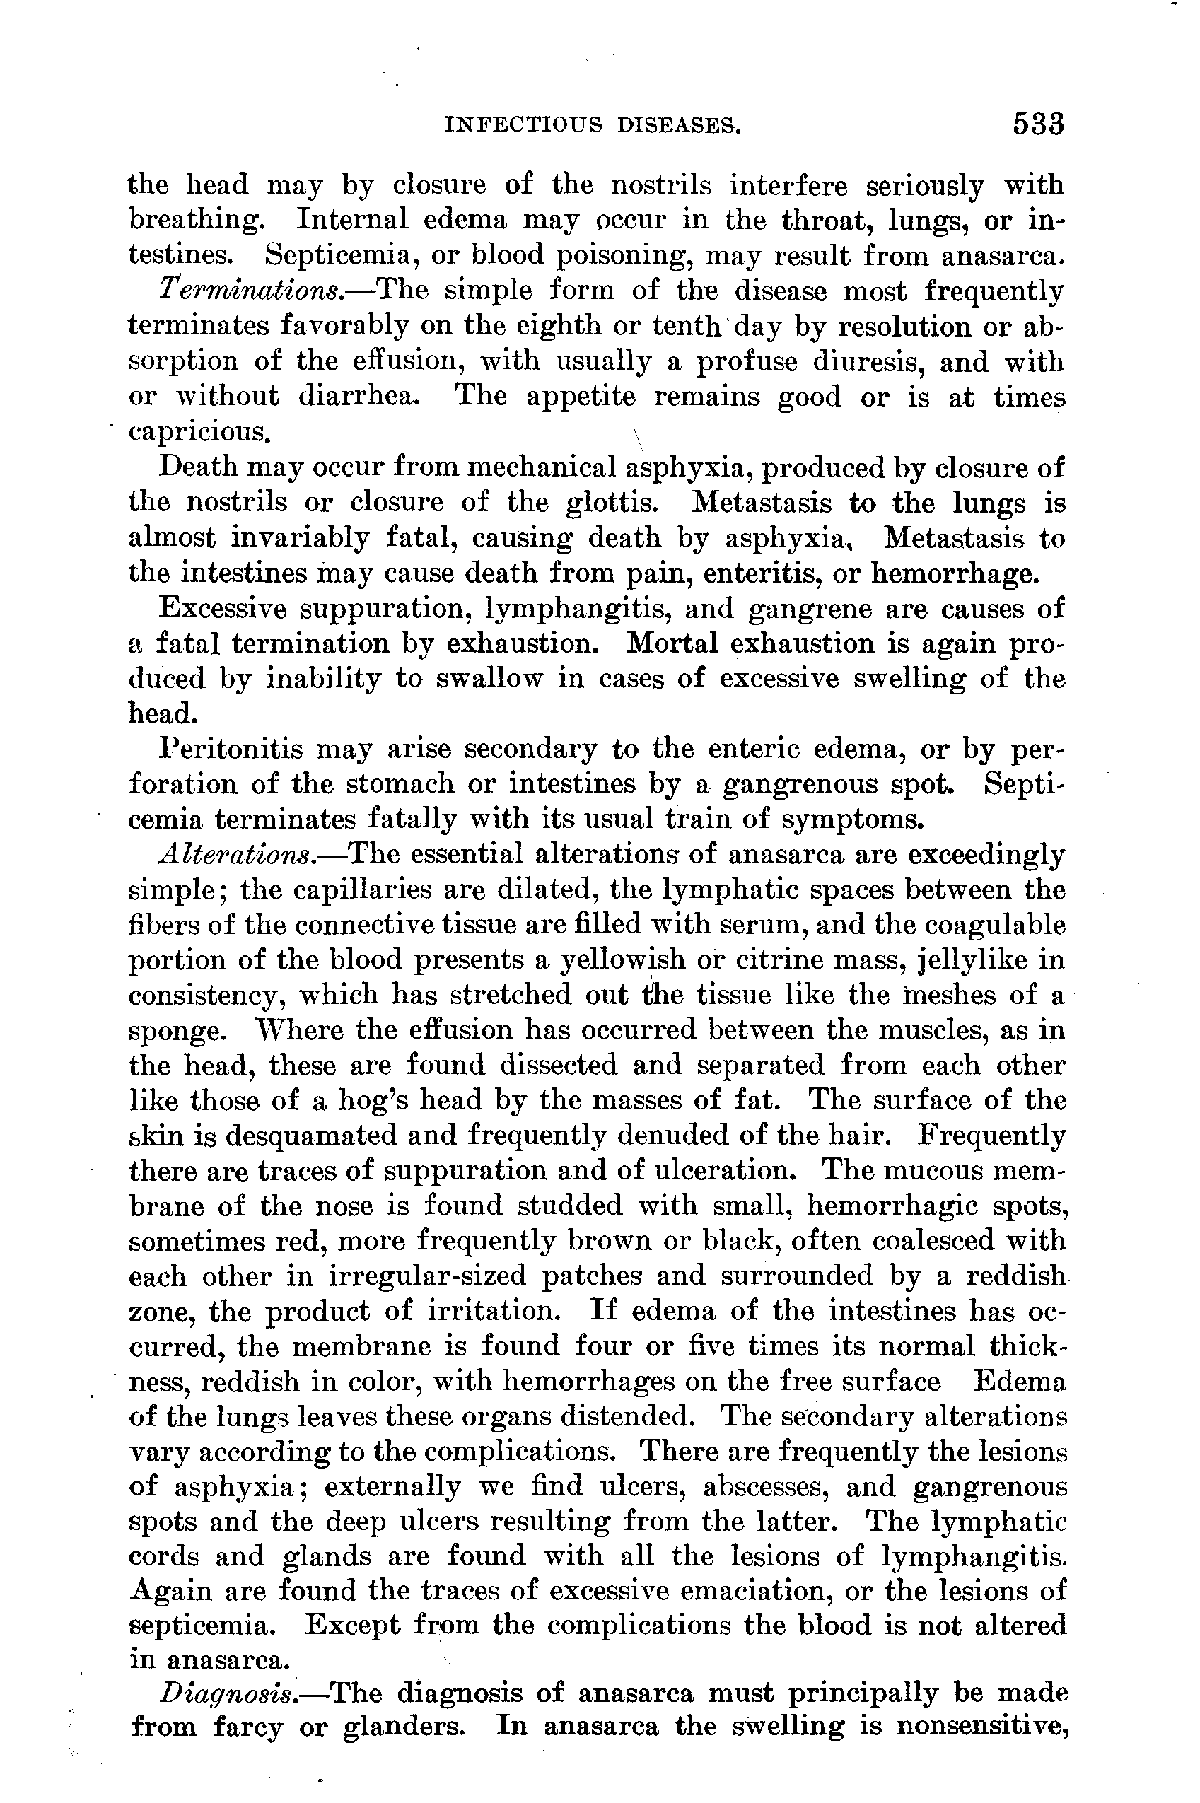 INFECTIOUS DISEASES. 533
the head may by closure of the nostrils interfere seriously with
breathing. Internal edema may occur in the throat, lungs, or in-
testines. Septicemia, or blood poisoning, may result from anasarca.
Terminations.—The simple form of the disease most frequently
terminates favorably on the eighth or tenth day by resolution or ab-
sorption of the effusion, with usually a profuse diuresis, and with
or without diarrhea. The appetite remains good or is at times
capricious.
Death may occur from mechanical asphyxia, produced by closure of
the nostrils or closure of the glottis. Metastasis to the lungs is
almost invariably fatal, causing death by asphyxia. Metastasis to
the intestines may cause death from pain, enteritis, or hemorrhage.
Excessive suppuration, lymphangitis, and gangrene are causes of
a fatal termination by exhaustion. Mortal exhaustion is again pro-
duced by inability to swallow in cases of excessive swelling of the
head.
Peritonitis may arise secondary to the enteric edema, or by per-
foration of the stomach or intestines by a gangrenous spot. Septi-
cemia terminates fatally with its usual train of symptoms.
Alterations.—The essential alterations of anasarca are exceedingly
simple; the capillaries are dilated, the lymphatic spaces between the
fibers of the connective tissue are filled with serum, and the coagulable
portion of the blood presents a yellowish or citrine mass, jellylike in
consistency, which has stretched out the tissue like the meshes of a
sponge. Where the effusion has occurred between the muscles, as in
the head, these are found dissected and separated from each other
like those of a hog's head by the masses of fat. The surface of the
skin is desquamated and frequently denuded of the hair. Frequently
there are traces of suppuration and of ulceration. The mucous mem-
brane of the nose is found studded with small, hemorrhagic spots,
sometimes red, more frequently brown or black, often coalesced with
each other in irregular-sized patches and surrounded by a reddish
zone, the product of irritation. If edema of the intestines has oc-
curred, the membrane is found four or five times its normal thick-
ness, reddish in color, with hemorrhages on the free surface Edema
of the lungs leaves these organs distended. The secondary alterations
vary according to the complications. There are frequently the lesions
of asphyxia; externally we find ulcers, abscesses, and gangrenous
spots and the deep ulcers resulting from the latter. The lymphatic
cords and glands are found with all the lesions of lymphangitis.
Again are found the traces of excessive emaciation, or the lesions of
septicemia. Except from the complications the blood is not altered
in anasarca.
Diagnosis.—The diagnosis of anasarca must principally be made
from farcy or glanders. In anasarca the swelling is nonsensitive,